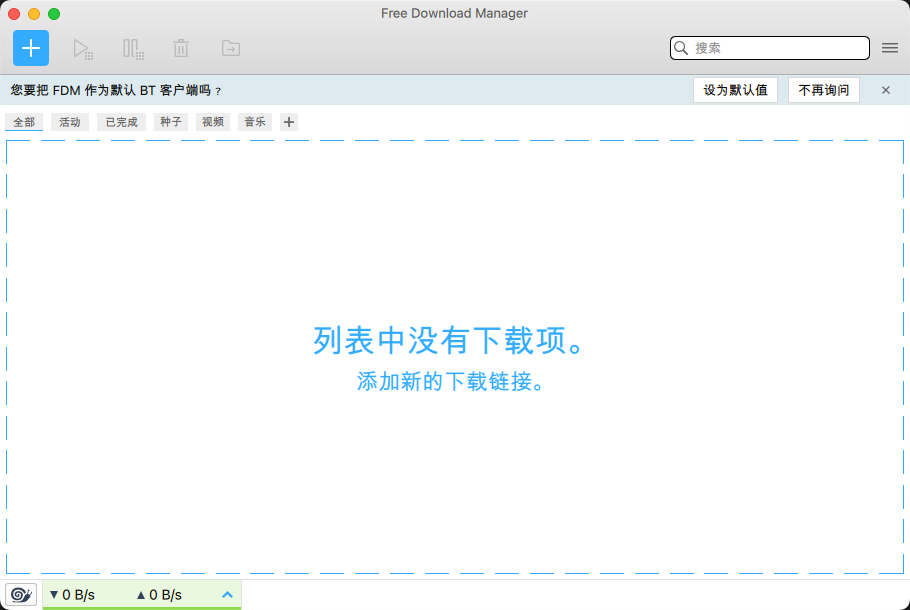 Free Download Manager
搜索
您要把 FDM 作为默认 BT 客户端吗？
设为默认值
不再询问
全部
活动
已完成
种子
视频
音乐
列表中没有下载项。
添加新的下载链接。
▼ 0 B/s
▲ 0 B/s